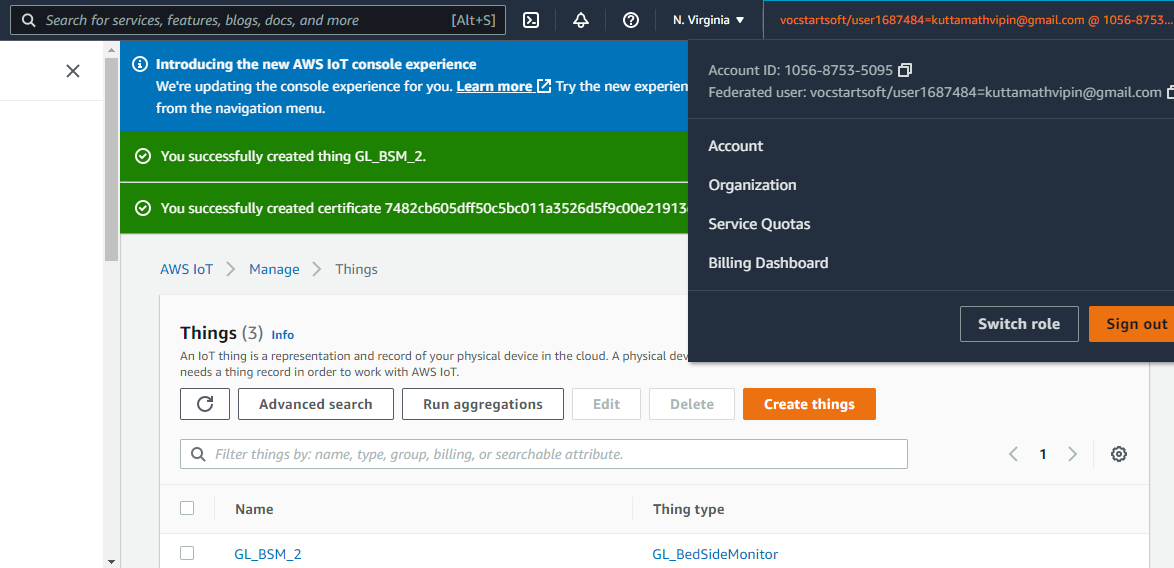 Search for services, features, blogs, docs, and more [Alt+S] N. Virginia ▼ vocstartsoft/user1687484=kuttamathvipin@gmail.com @ 1056-8753...
Account ID: 1056-8753-5095
Federated user: vocstartsoft/user1687484=kuttamathvipin@gmail.com
Account
Organization
Service Quotas
Billing Dashboard
Switch role Sign out
Introducing the new AWS IoT console experience
We're updating the console experience for you. Learn more Try the new experien
from the navigation menu.
You successfully created thing GL_BSM_2.
You successfully created certificate 7482cb605dff50c5bc011a3526d5f9c00e21913
AWS IoT > Manage > Things
Things (3) Info
An IoT thing is a representation and record of your physical device in the cloud. A physical dev
needs a thing record in order to work with AWS IoT.
Advanced search Run aggregations Edit Delete Create things
Filter things by: name, type, group, billing, or searchable attribute. 1
Name Thing type
GL_BSM_2 GL_BedSideMonitor